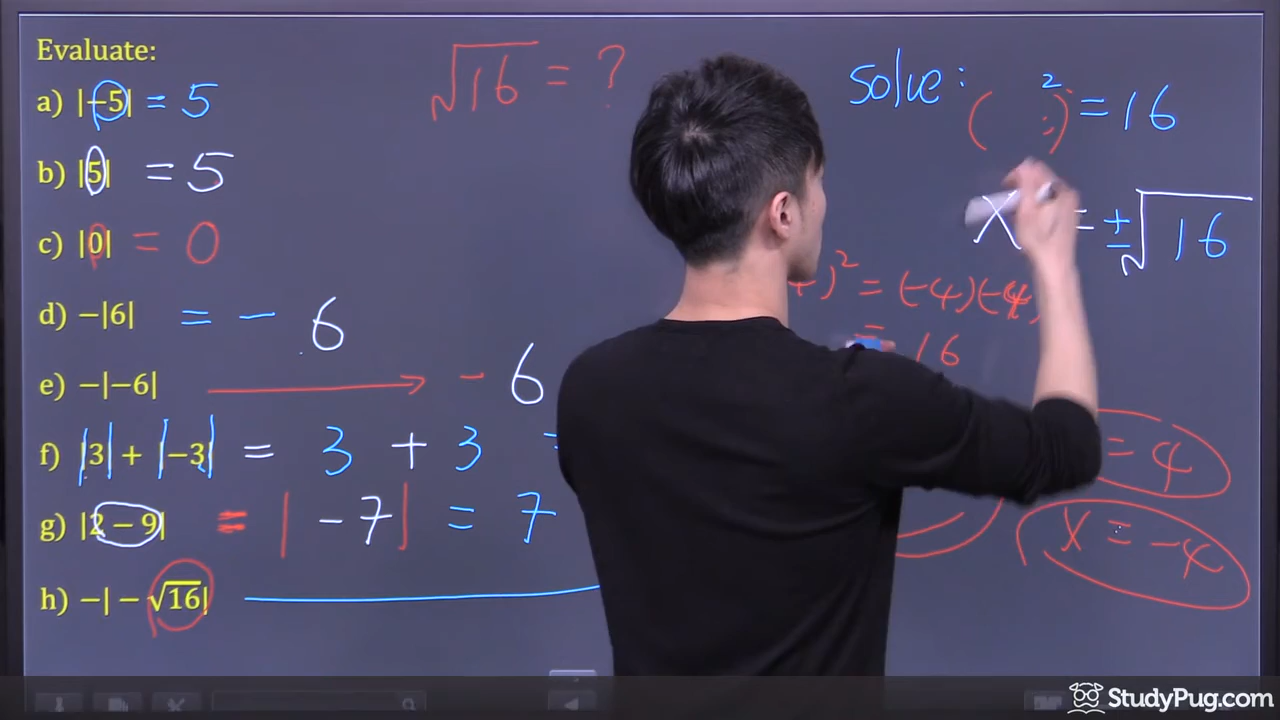 Evaluate:
a) |−5| = 5
b) |5| = 5
c) |0| = 0
d) −|6| = − 6
e) −|−6| → − 6
f) |3| + |−3| = 3 + 3 =
g) |2 − 9| = | − 7 | = 7
h) −| − √16|
√16 = ?
solve: ( )² = 16
x = ± √16
)² = (−4)(−4)
= 16
= 4
x = −4
StudyPug.com